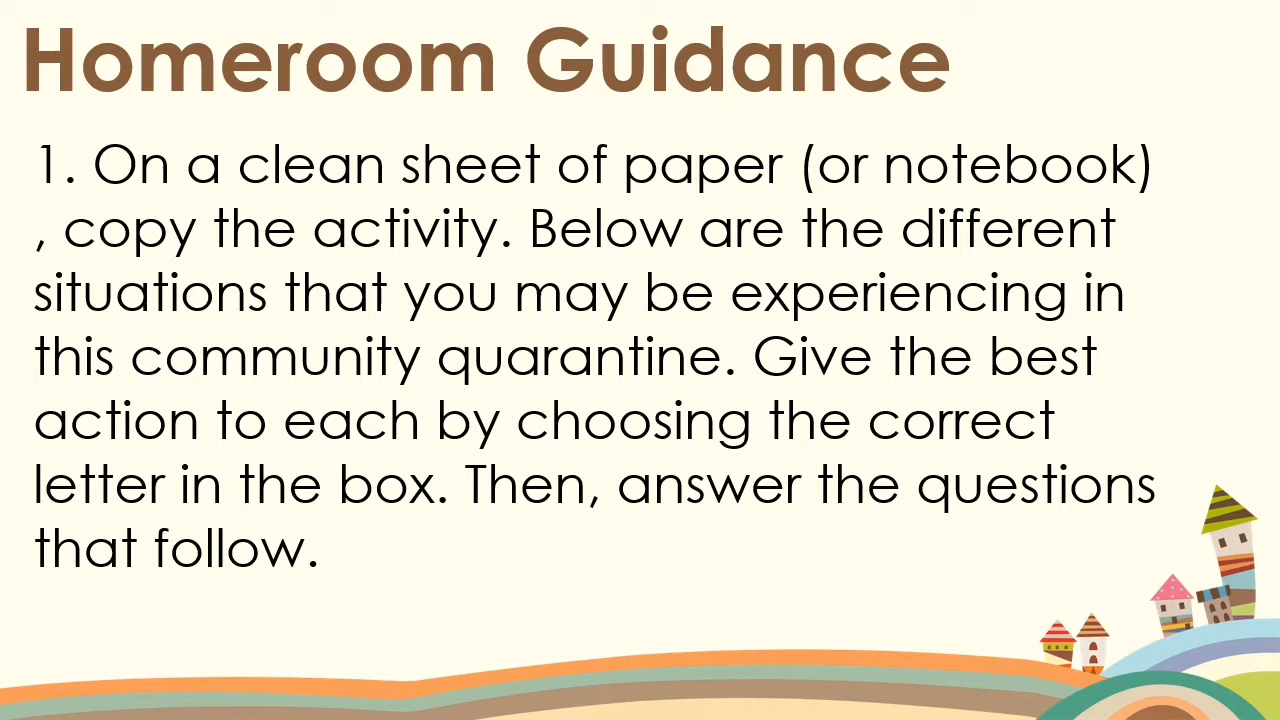 Homeroom Guidance
1. On a clean sheet of paper (or notebook)
, copy the activity. Below are the different
situations that you may be experiencing in
this community quarantine. Give the best
action to each by choosing the correct
letter in the box. Then, answer the questions
that follow.